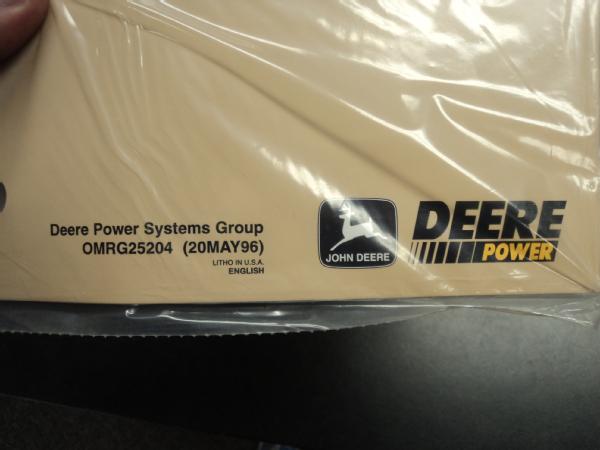 Deere Power Systems Group
OMRG25204 (20MAY96)
LITHO IN U.S.A.
ENGLISH
JOHN DEERE
DEERE
POWER